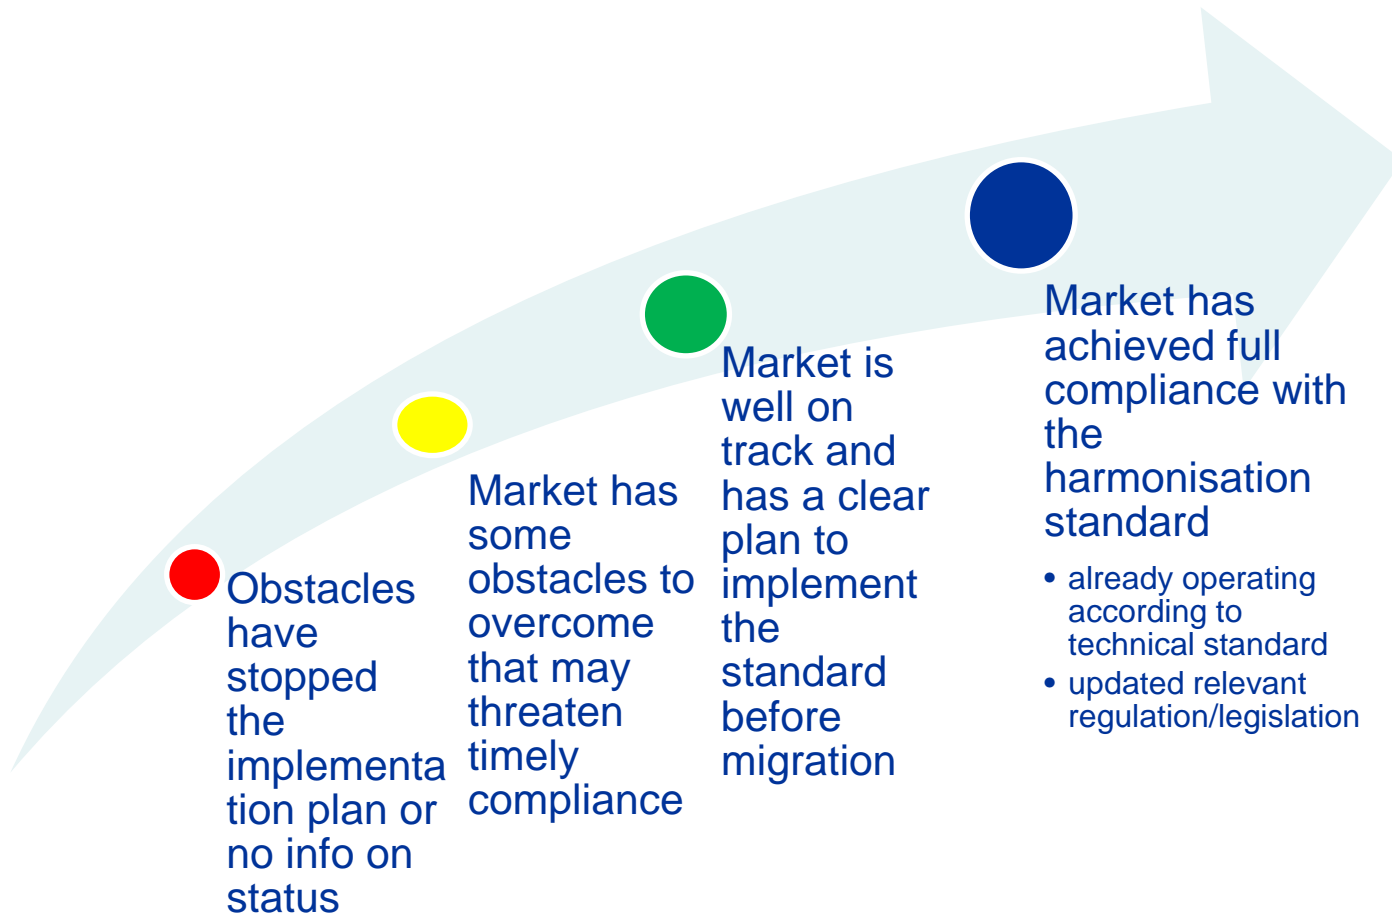 Obstacles
have
stopped
the
implementa
tion plan or
no info on
status
Market has
some
obstacles to
overcome
that may
threaten
timely
compliance
Market is
well on
track and
has a clear
plan to
implement
the
standard
before
migration
Market has
achieved full
compliance with
the
harmonisation
standard
• already operating
according to
technical standard
• updated relevant
regulation/legislation